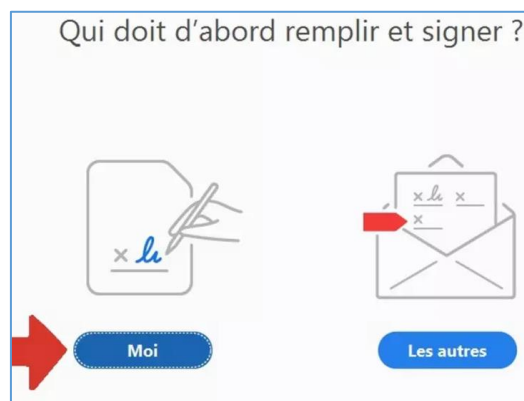 Qui doit d'abord remplir et signer ?
x
x x
x
Moi
Les autres